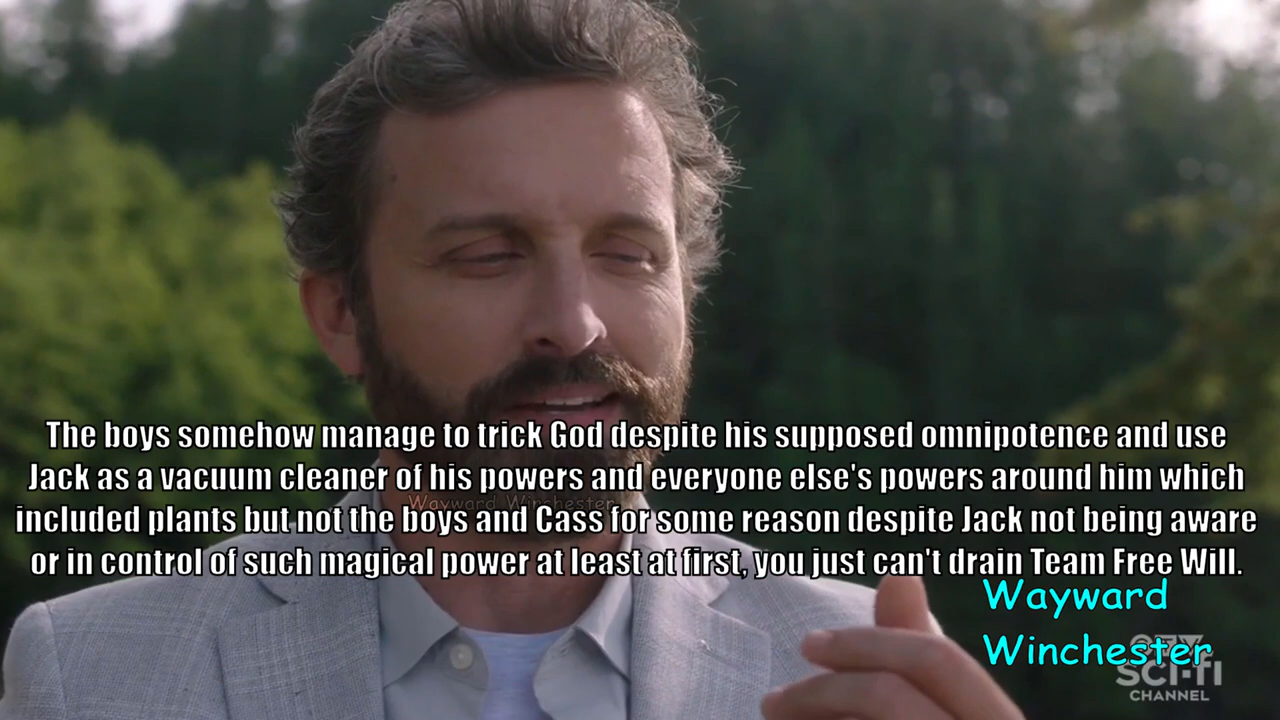 The boys somehow manage to trick God despite his supposed omnipotence and use
Jack as a vacuum cleaner of his powers and everyone else's powers around him which
Wayward Winchester
included plants but not the boys and Cass for some reason despite Jack not being aware
or in control of such magical power at least at first, you just can't drain Team Free Will.
Wayward
Winchester
CTV
SCI-FI
CHANNEL